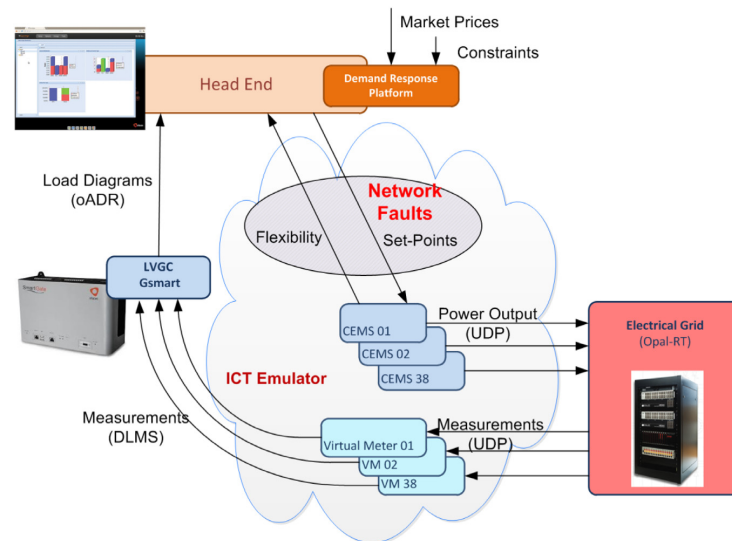 Market Prices
Constraints
Head End
Demand Response
Platform
Load Diagrams
(oADR)
Network
Faults
Flexibility
Set-Points
LVGC
Gsmart
CEMS 01
CEMS 02
CEMS 38
Power Output
(UDP)
Electrical Grid
(Opal-RT)
ICT Emulator
Measurements
(DLMS)
Measurements
(UDP)
Virtual Meter 01
VM 02
VM 38